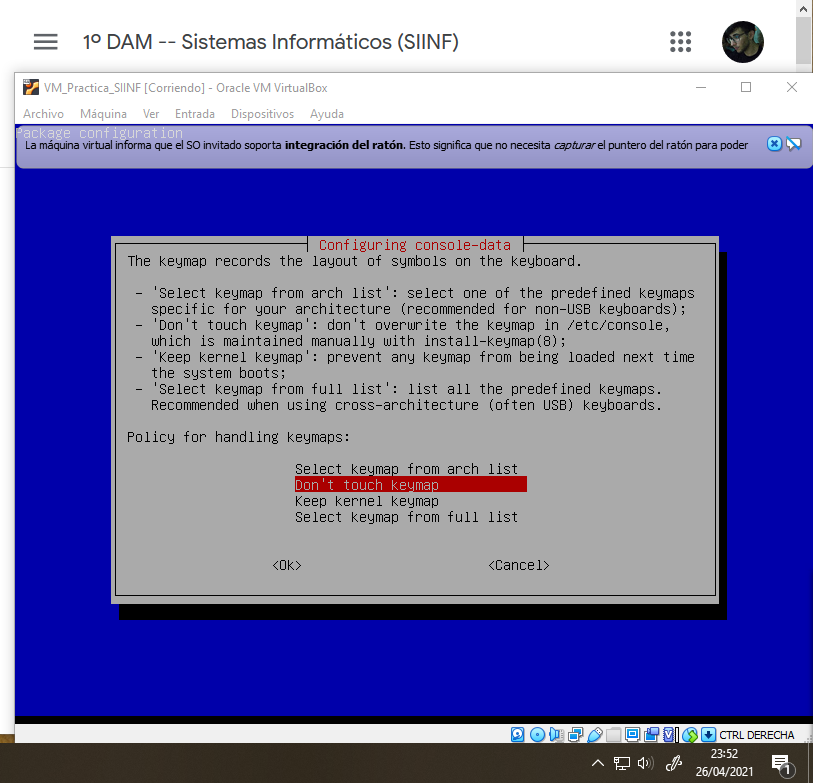 1º DAM -- Sistemas Informáticos (SIINF)
VM_Practica_SIINF [Corriendo] - Oracle VM VirtualBox
Archivo Máquina Ver Entrada Dispositivos Ayuda
Package configuration
La máquina virtual informa que el SO invitado soporta integración del ratón. Esto significa que no necesita capturar el puntero del ratón para poder
Configuring console-data
The keymap records the layout of symbols on the keyboard.
- 'Select keymap from arch list': select one of the predefined keymaps
specific for your architecture (recommended for non-USB keyboards);
- 'Don't touch keymap': don't overwrite the keymap in /etc/console,
which is maintained manually with install-keymap(8);
- 'Keep kernel keymap': prevent any keymap from being loaded next time
the system boots;
- 'Select keymap from full list': list all the predefined keymaps.
Recommended when using cross-architecture (often USB) keyboards.
Policy for handling keymaps:
Select keymap from arch list
Don't touch keymap
Keep kernel keymap
Select keymap from full list
<Ok> <Cancel>
CTRL DERECHA
23:52
26/04/2021
1